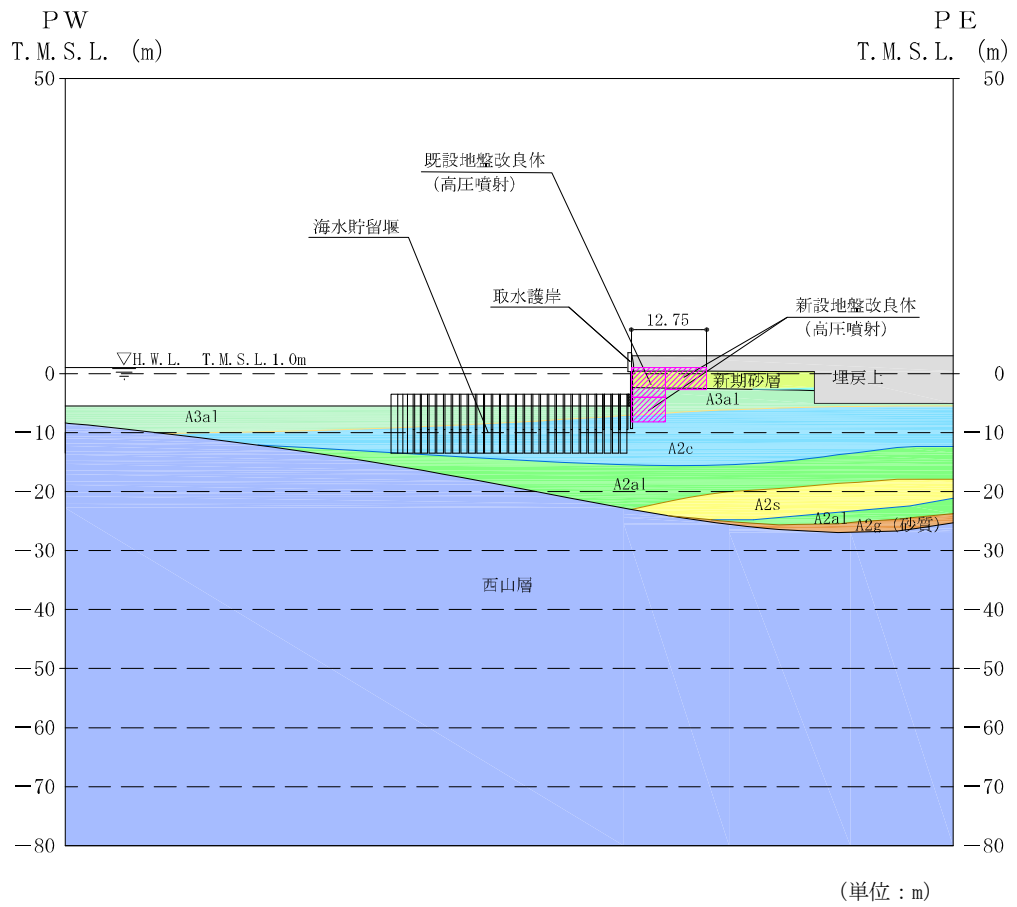 PW
PE
T.M.S.L. (m)
T.M.S.L. (m)
50
50
既設地盤改良体
(高圧噴射)
海水貯留堰
取水護岸
新設地盤改良体
(高圧噴射)
12.75
▽H.W.L. T.M.S.L.1.0m
0
新期砂層
埋戻土
0
A3al
A3al
-10
-10
A2c
A2al
-20
A2s
-20
A2al
A2g(砂質)
-30
-30
西山層
-40
-40
-50
-50
-60
-60
-70
-70
-80
-80
(単位:m)